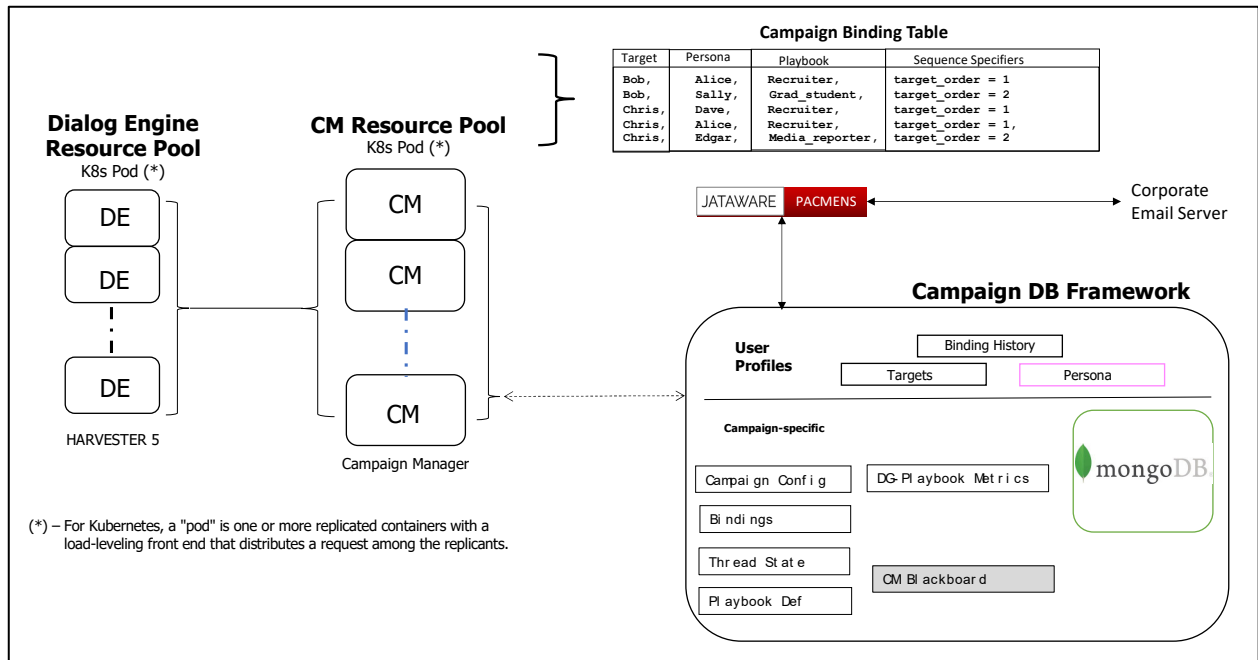 Campaign Binding Table
Target Persona Playbook Sequence Specifiers
Bob, Alice, Recruiter, target_order = 1
Bob, Sally, Grad_student, target_order = 2
Chris, Dave, Recruiter, target_order = 1
Chris, Alice, Recruiter, target_order = 1,
Chris, Edgar, Media_reporter, target_order = 2
Dialog Engine
Resource Pool
K8s Pod (*)
DE
DE
DE
HARVESTER 5
CM Resource Pool
K8s Pod (*)
CM
CM
CM
Campaign Manager
JATAWARE PACMENS
Corporate
Email Server
Campaign DB Framework
User
Profiles
Binding History
Targets
Persona
Campaign-specific
Campaign Config
DG-Playbook Metrics
Bindings
Thread State
CM Blackboard
Playbook Def
mongoDB.
(*) – For Kubernetes, a "pod" is one or more replicated containers with a
load-leveling front end that distributes a request among the replicants.